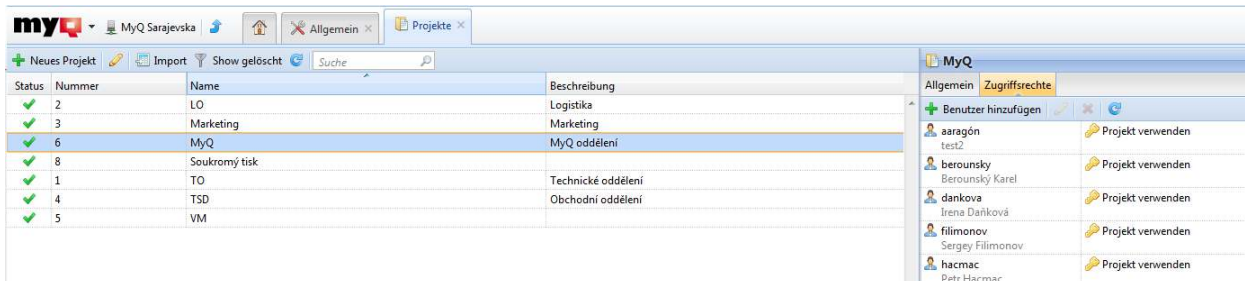 myQ MyQ Sarajevska Allgemein Projekte
Neues Projekt Import Show gelöscht Suche
Status Nummer Name Beschreibung
2 LO Logistika
3 Marketing Marketing
6 MyQ MyQ oddělení
8 Soukromý tisk
1 TO Technické oddělení
4 TSD Obchodní oddělení
5 VM
MyQ
Allgemein Zugriffsrechte
Benutzer hinzufügen
aaragón Projekt verwenden
test2
berounsky Projekt verwenden
Berounský Karel
dankova Projekt verwenden
Irena Daňková
filimonov Projekt verwenden
Sergey Filimonov
hacmac Projekt verwenden
Petr Hacmac